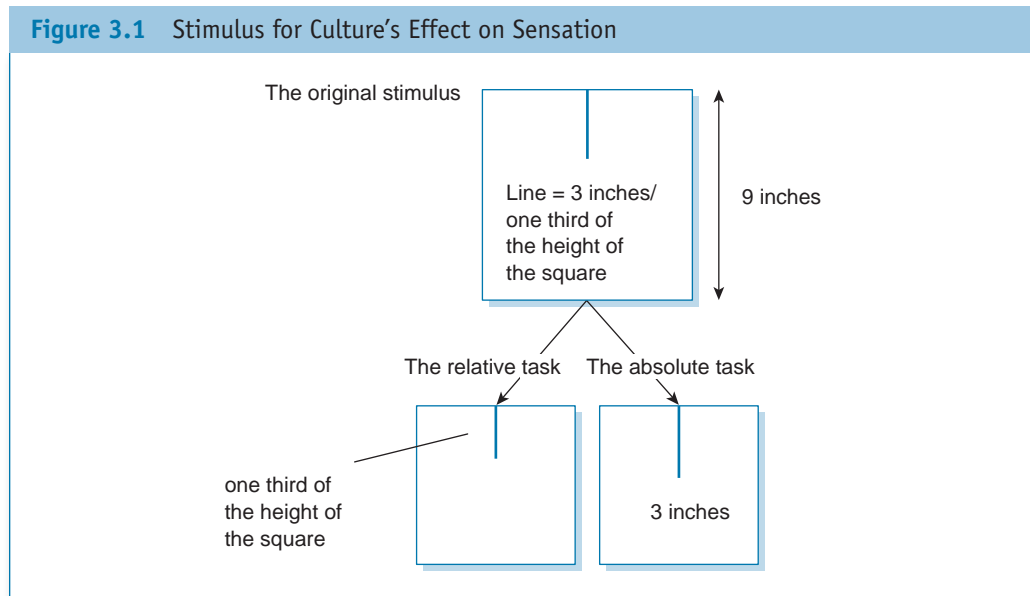 Figure 3.1 Stimulus for Culture's Effect on Sensation
The original stimulus
Line = 3 inches/
one third of
the height of
the square
9 inches
The relative task
The absolute task
one third of
the height of
the square
3 inches